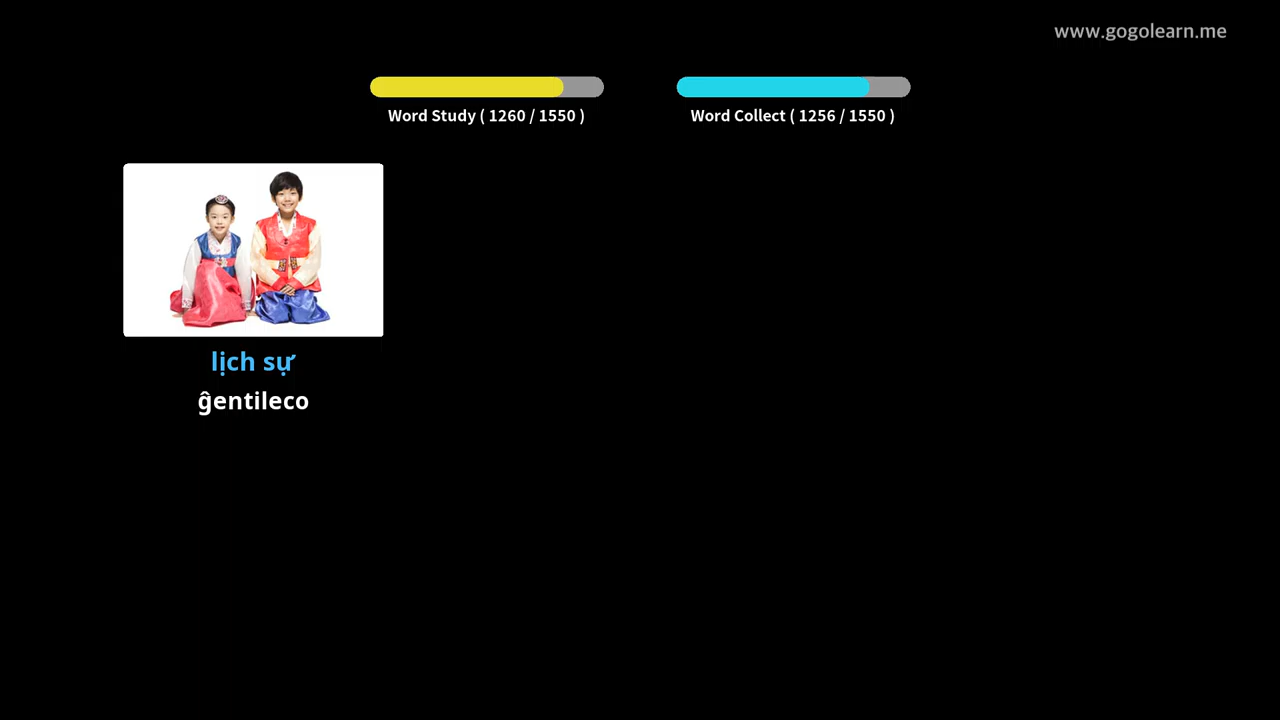 www.gogolearn.me
Word Study ( 1260 / 1550 )
Word Collect ( 1256 / 1550 )
lịch sự
ĝentileco